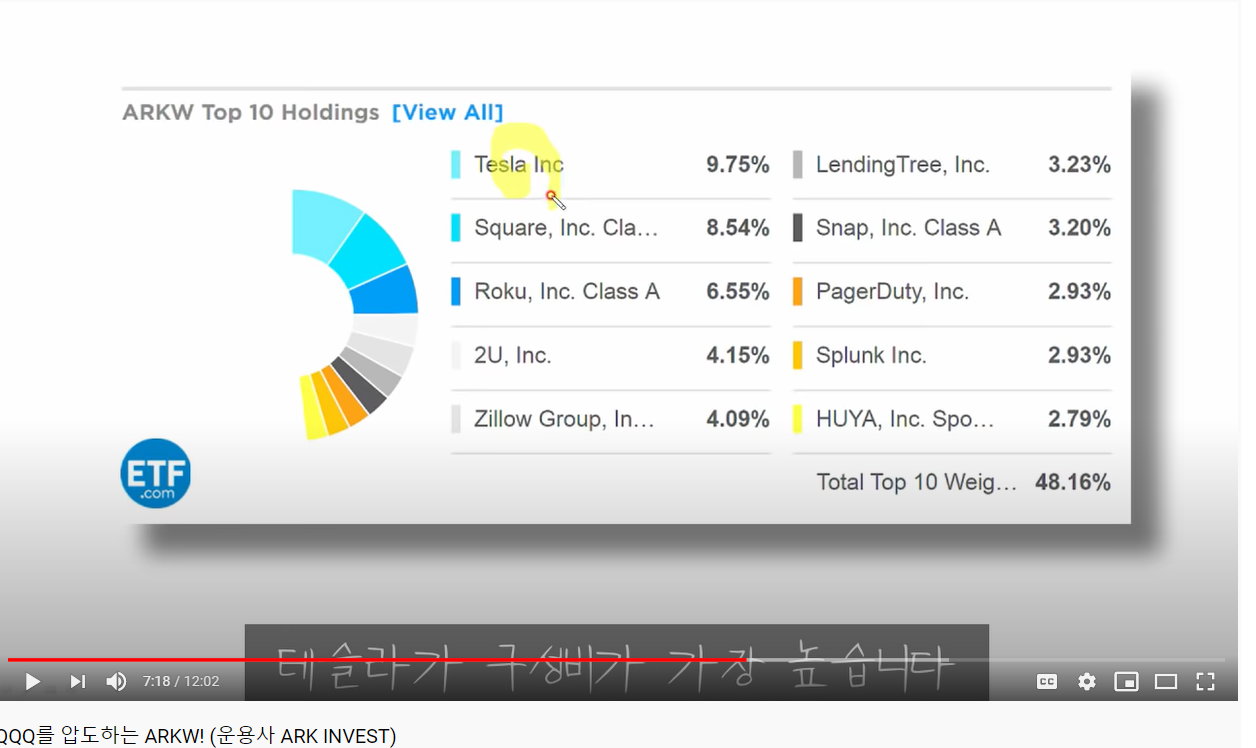 ARKW Top 10 Holdings [View All]
Tesla Inc 9.75%
Square, Inc. Cla... 8.54%
Roku, Inc. Class A 6.55%
2U, Inc. 4.15%
Zillow Group, In... 4.09%
LendingTree, Inc. 3.23%
Snap, Inc. Class A 3.20%
PagerDuty, Inc. 2.93%
Splunk Inc. 2.93%
HUYA, Inc. Spo... 2.79%
Total Top 10 Weig... 48.16%
ETF
.com
테슬라가 구성비가 가장 높습니다
7:18 / 12:02
CC
QQQ를 압도하는 ARKW! (운용사 ARK INVEST)